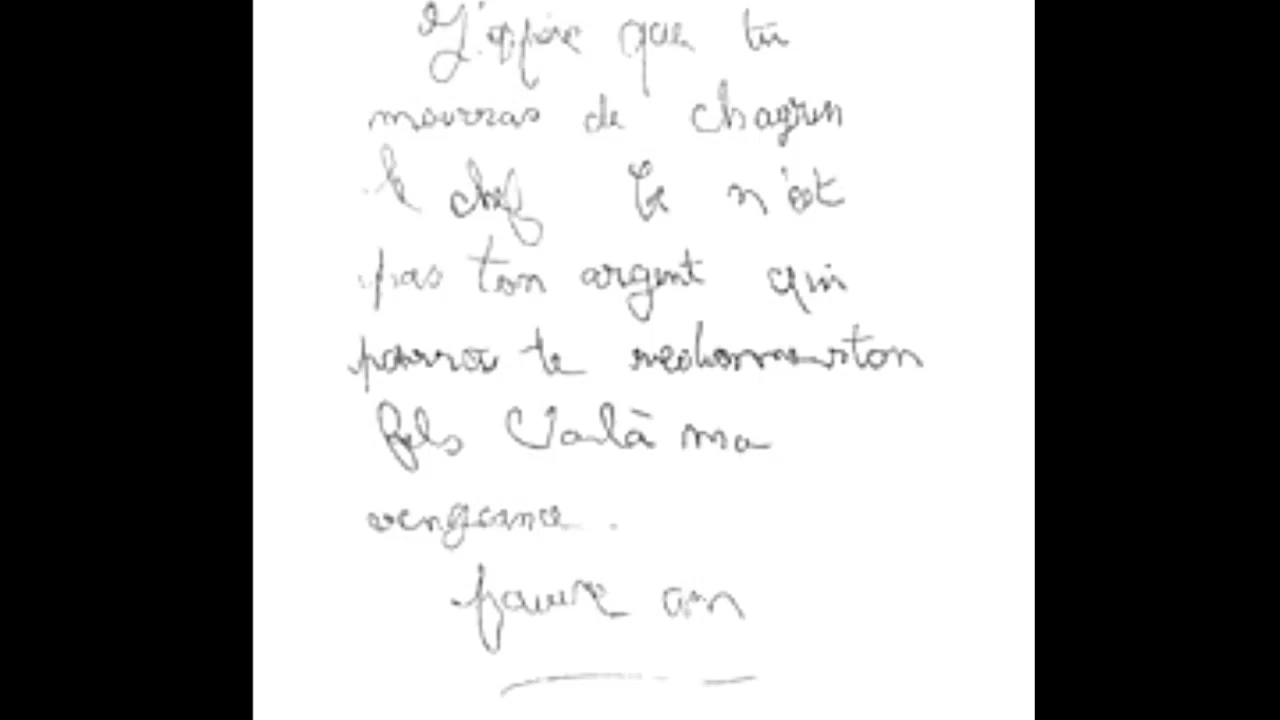 J'espère que tu
mourras de chagrin
le chef Ce n'est
pas ton argent qui
pourra te redonner ton
fils Voilà ma
vengeance.
pauvre con